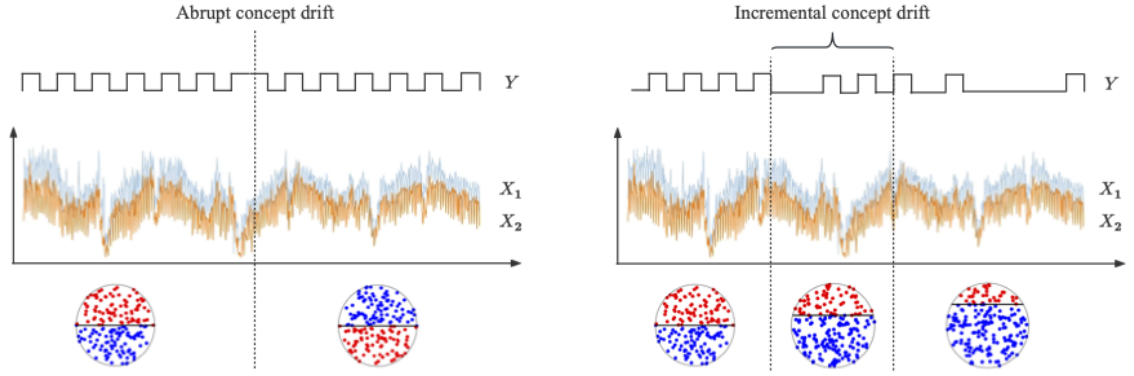 Abrupt concept drift
Incremental concept drift
Y
Y
X₁
X₂
X₁
X₂